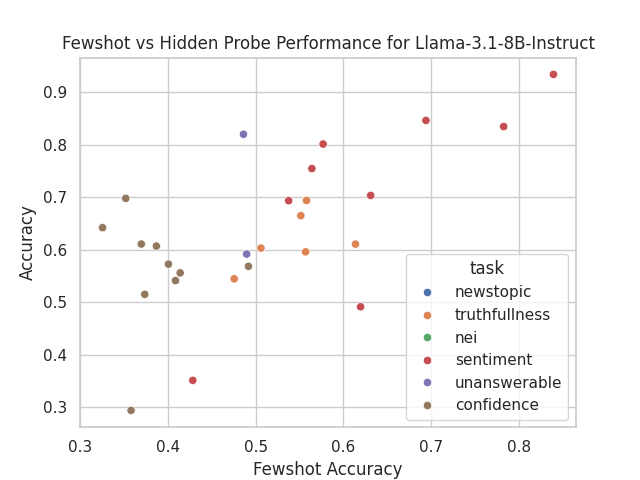 Fewshot vs Hidden Probe Performance for Llama-3.1-8B-Instruct
Accuracy
0.9
0.8
0.7
0.6
0.5
0.4
0.3
task
newstopic
truthfullness
nei
sentiment
unanswerable
confidence
0.3 0.4 0.5 0.6 0.7 0.8
Fewshot Accuracy